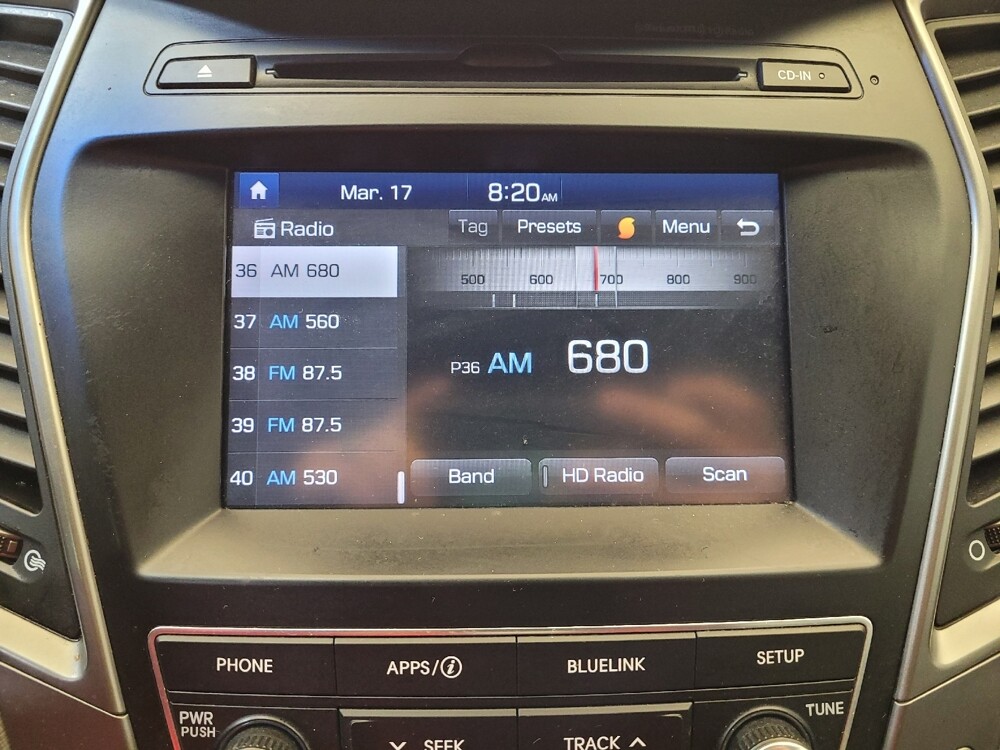 CD-IN
Mar. 17 8:20 AM
Radio Tag Presets Menu
36 AM 680
500 600 700 800 900
37 AM 560
P36 AM 680
38 FM 87.5
39 FM 87.5
40 AM 530
Band HD Radio Scan
PHONE APPS/i BLUELINK SETUP
PWR
PUSH
SEEK TRACK
TUNE